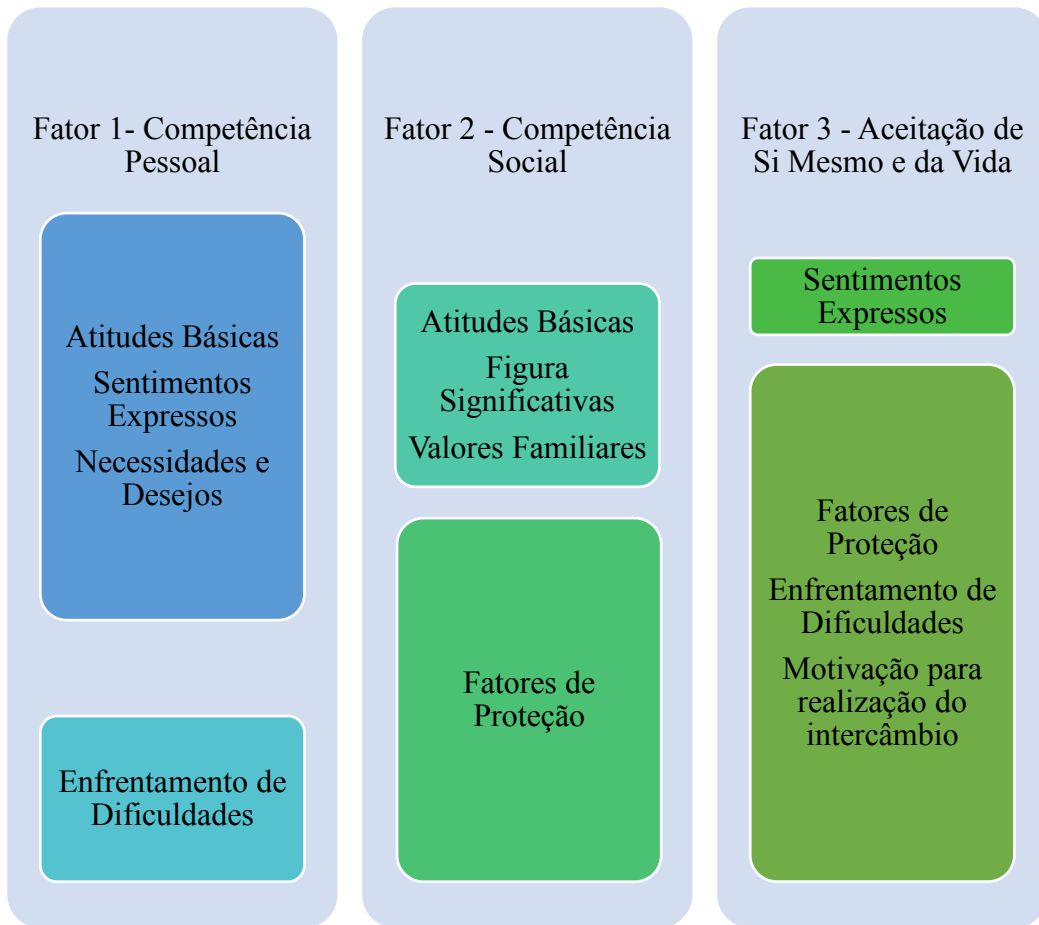 Fator 1- Competência
Pessoal
Atitudes Básicas
Sentimentos
Expressos
Necessidades e
Desejos
Enfrentamento de
Dificuldades
Fator 2 - Competência
Social
Atitudes Básicas
Figura
Significativas
Valores Familiares
Fatores de
Proteção
Fator 3 - Aceitação de
Si Mesmo e da Vida
Sentimentos
Expressos
Fatores de
Proteção
Enfrentamento de
Dificuldades
Motivação para
realização do
intercâmbio